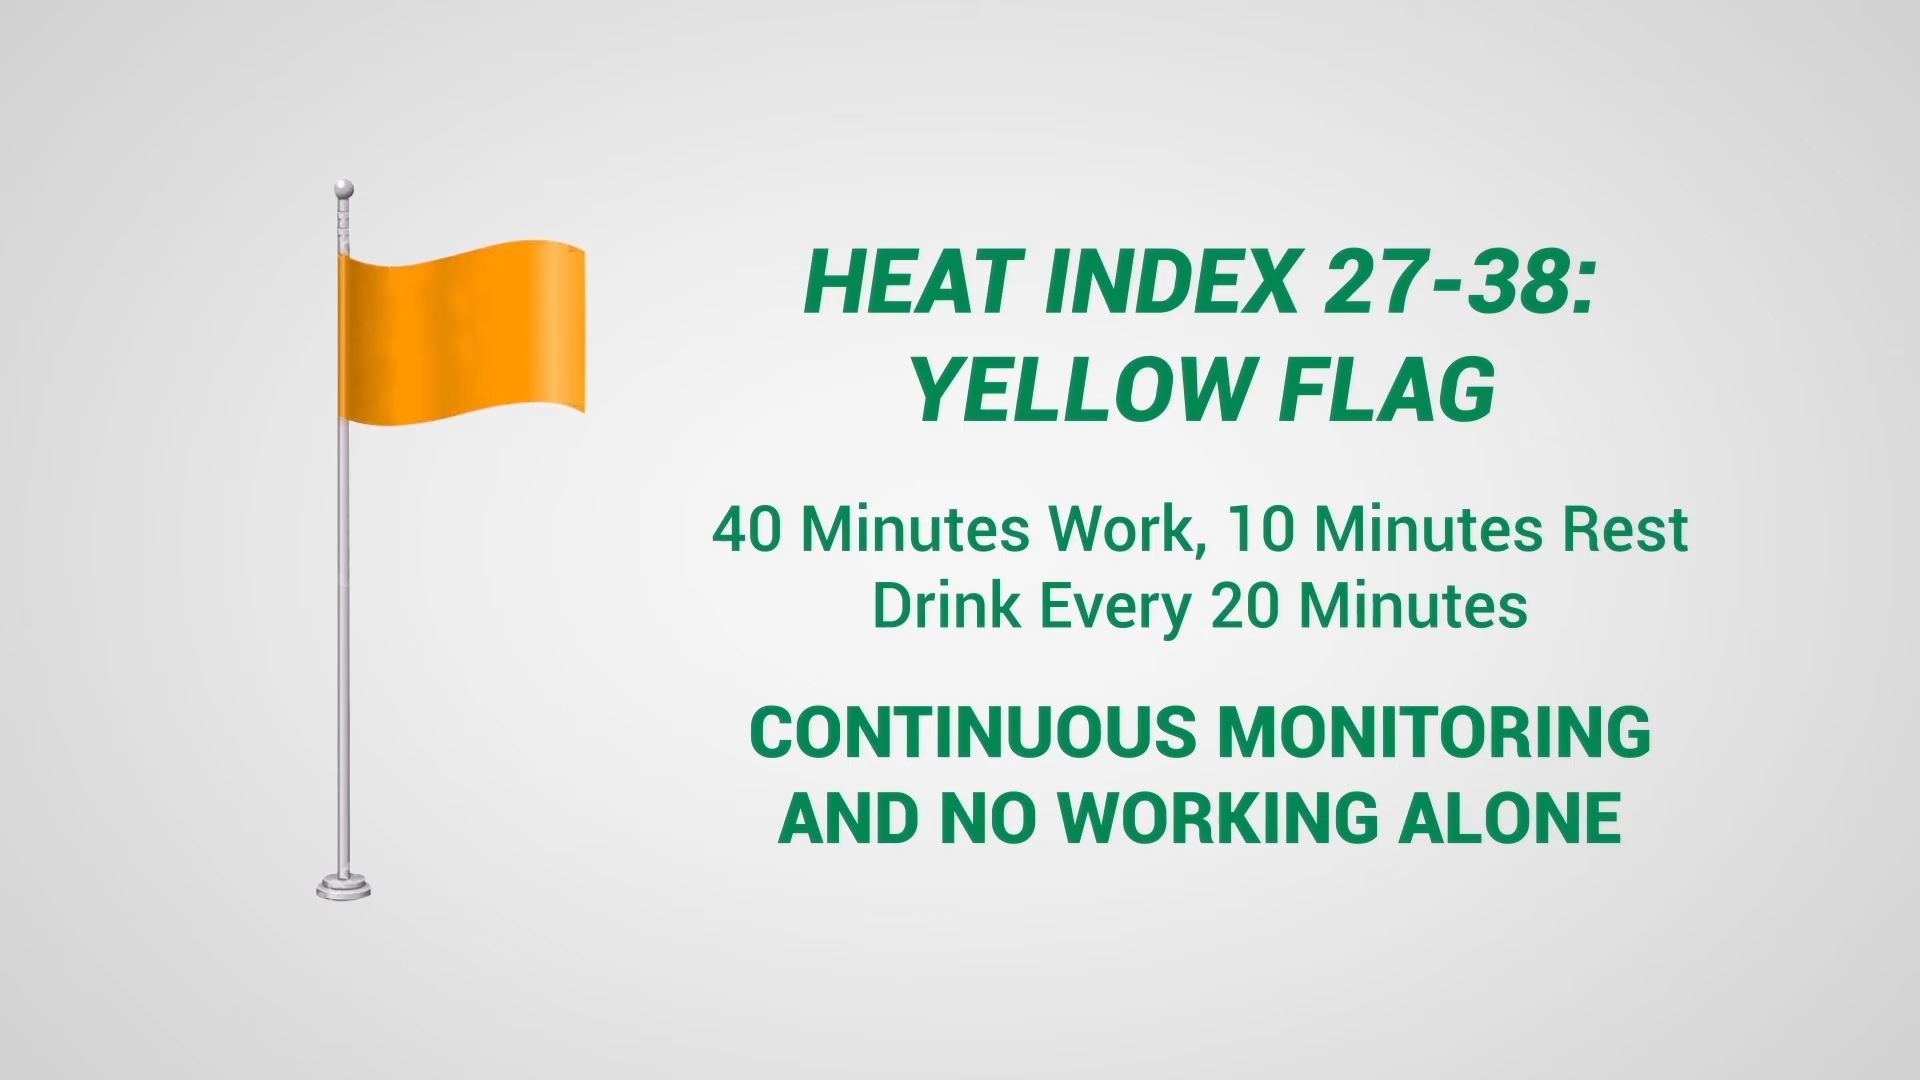 HEAT INDEX 27-38:
YELLOW FLAG
40 Minutes Work, 10 Minutes Rest
Drink Every 20 Minutes
CONTINUOUS MONITORING
AND NO WORKING ALONE